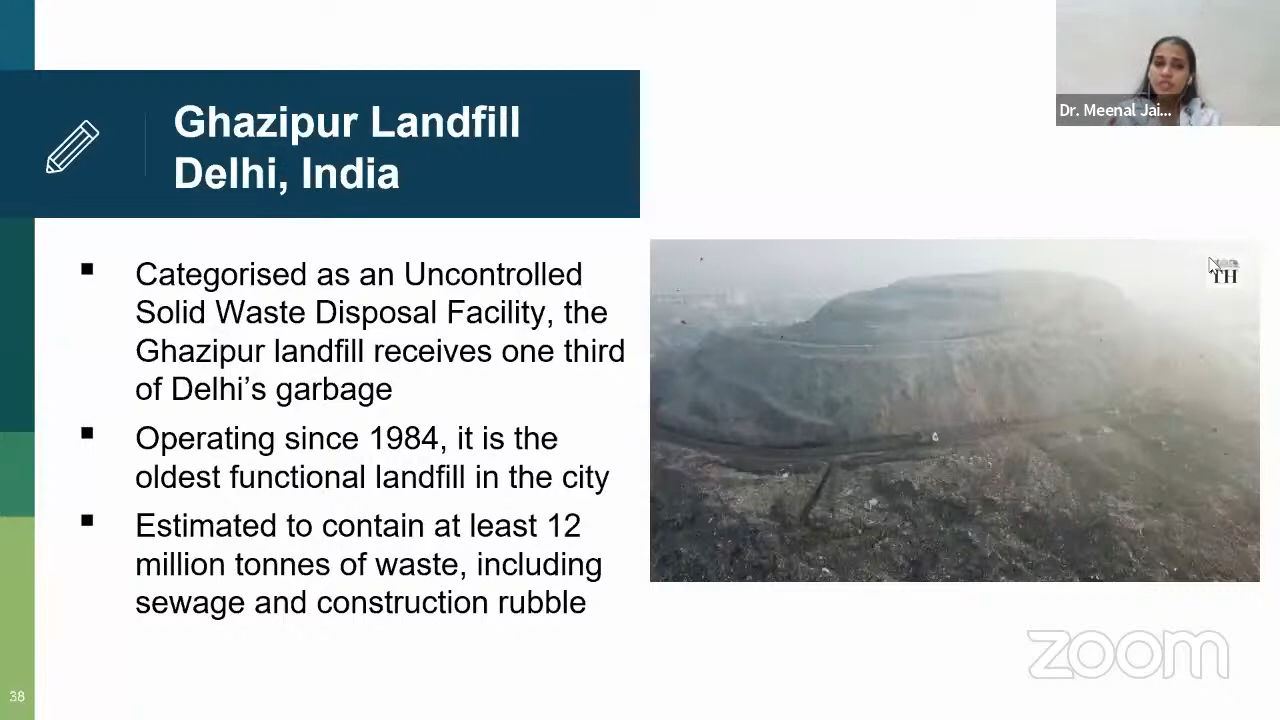 Ghazipur Landfill
Delhi, India
Dr. Meenal Jai...
▪ Categorised as an Uncontrolled
Solid Waste Disposal Facility, the
Ghazipur landfill receives one third
of Delhi’s garbage
▪ Operating since 1984, it is the
oldest functional landfill in the city
▪ Estimated to contain at least 12
million tonnes of waste, including
sewage and construction rubble
TH
zoom
38